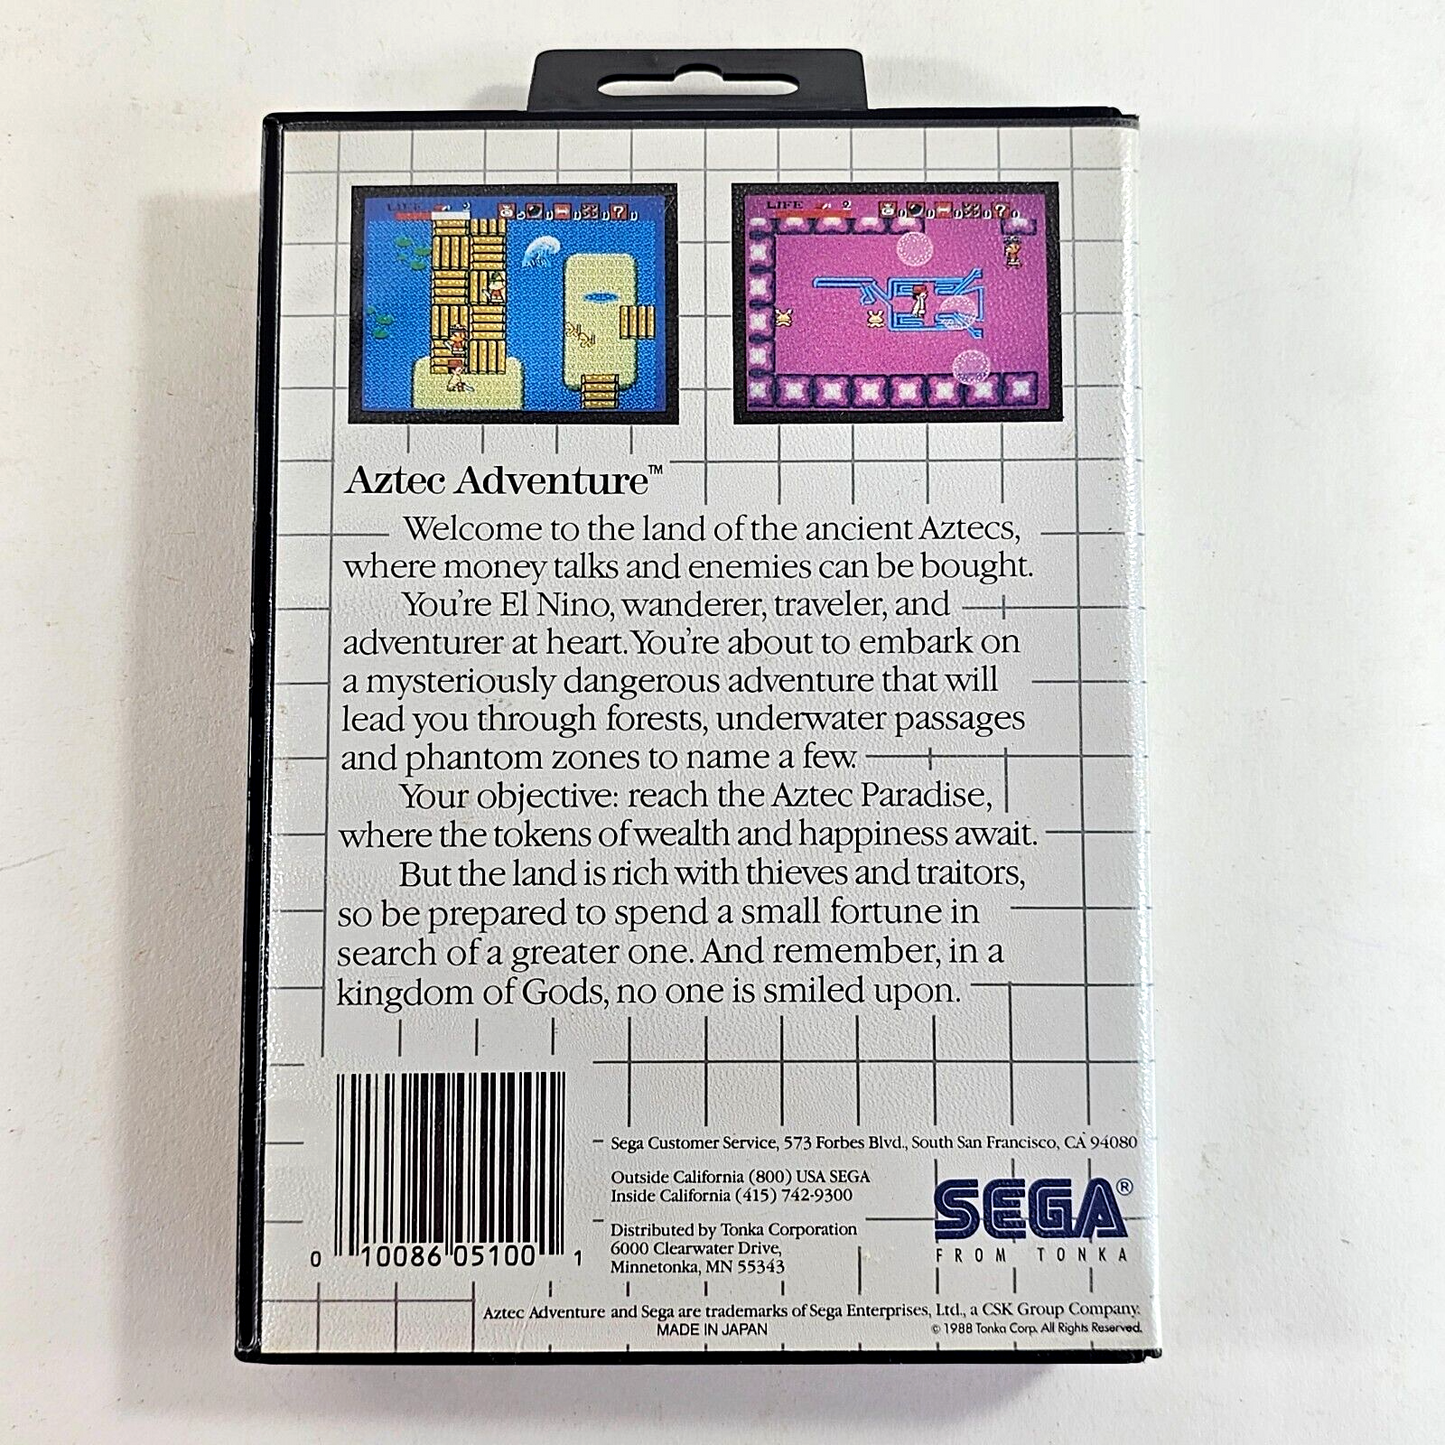 LIFE 2
LIFE 2
Aztec Adventure™
Welcome to the land of the ancient Aztecs,
where money talks and enemies can be bought.
You're El Nino, wanderer, traveler, and
adventurer at heart. You're about to embark on
a mysteriously dangerous adventure that will
lead you through forests, underwater passages
and phantom zones to name a few.
Your objective: reach the Aztec Paradise,
where the tokens of wealth and happiness await.
But the land is rich with thieves and traitors,
so be prepared to spend a small fortune in
search of a greater one. And remember, in a
kingdom of Gods, no one is smiled upon.
0 10086 05100 1
Sega Customer Service, 573 Forbes Blvd., South San Francisco, CA 94080
Outside California (800) USA SEGA
Inside California (415) 742-9300
Distributed by Tonka Corporation
6000 Clearwater Drive,
Minnetonka, MN 55343
SEGA®
FROM TONKA
Aztec Adventure and Sega are trademarks of Sega Enterprises, Ltd., a CSK Group Company.
MADE IN JAPAN
© 1988 Tonka Corp. All Rights Reserved.